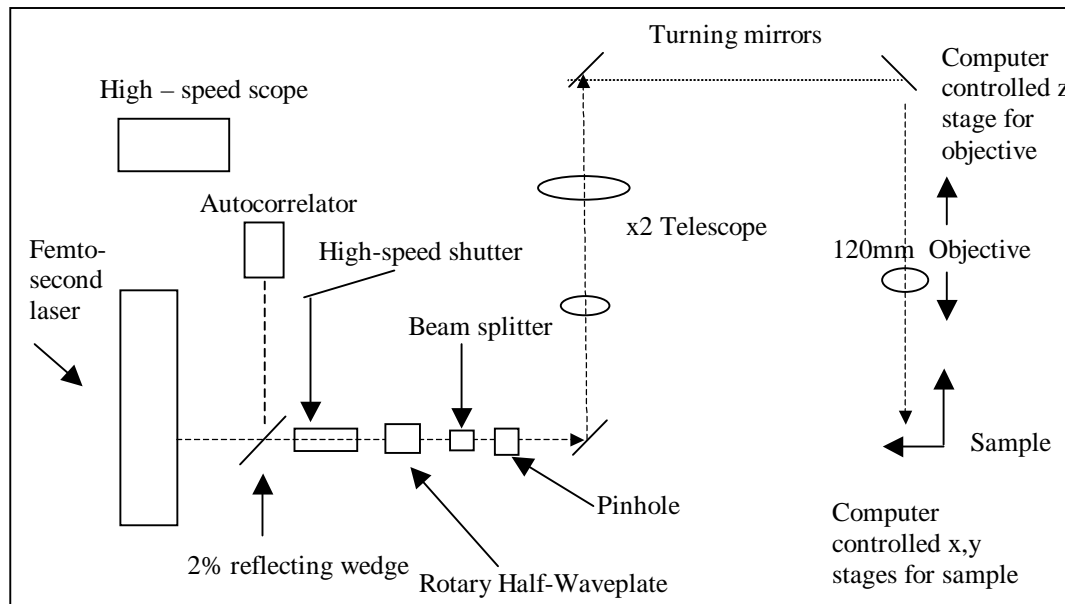 Turning mirrors
Computer
controlled z
stage for
objective
High – speed scope
Autocorrelator
x2 Telescope
Femto-
second
laser
High-speed shutter
120mm Objective
Beam splitter
Sample
Pinhole
2% reflecting wedge
Rotary Half-Waveplate
Computer
controlled x,y
stages for sample